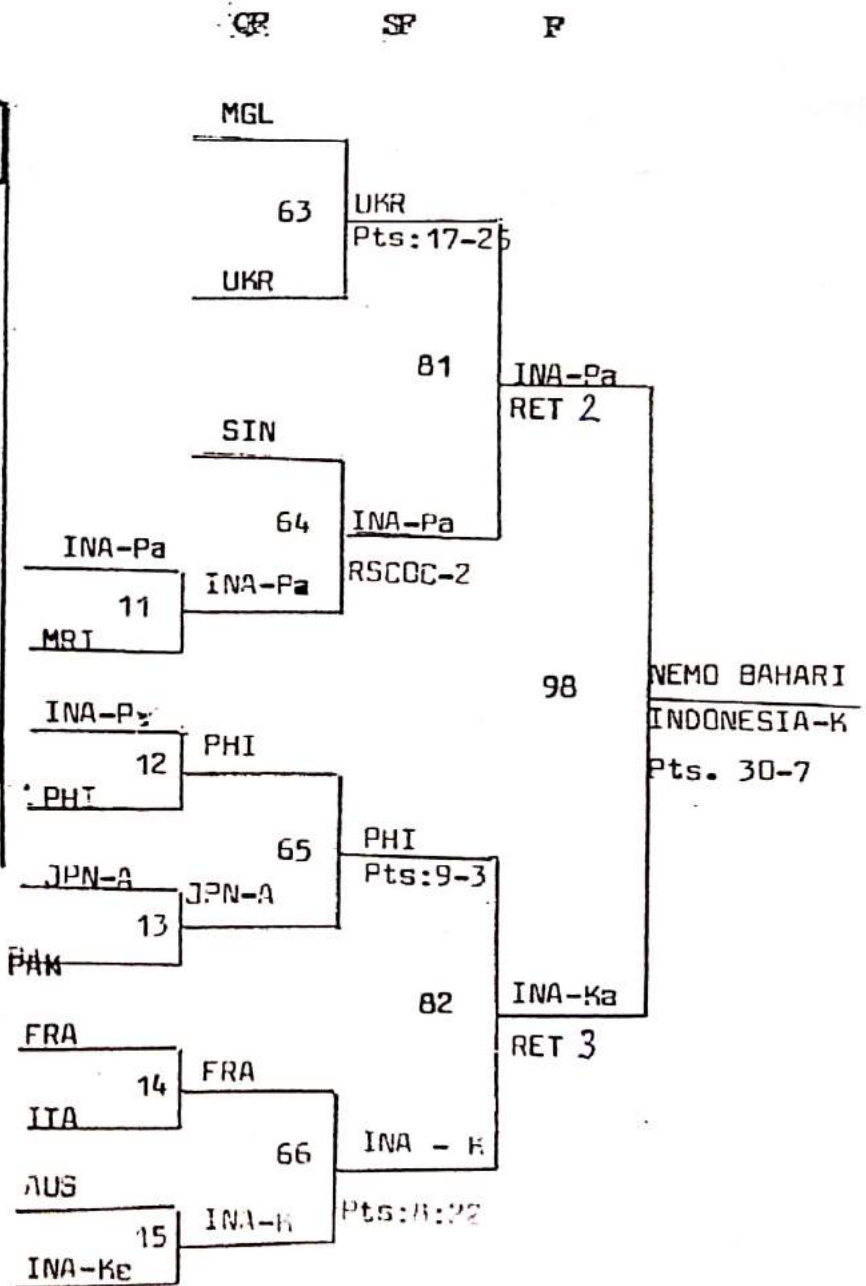 QF SF F
MGL
63
UKR
Pts:17-25
UKR
81
INA-Pa
RET 2
SIN
64
INA-Pa
RSCOC-2
INA-Pa
11
INA-Pa
MRI
98
NEMO BAHARI
INDONESIA-K
Pts. 30-7
12
PHI
PHI
65
PHI
Pts:9-3
JPN-A
JPN-A
13
PAK
82
INA-Ka
RET 3
FRA
14
FRA
ITA
66
INA - K
AUS
15
INA-K